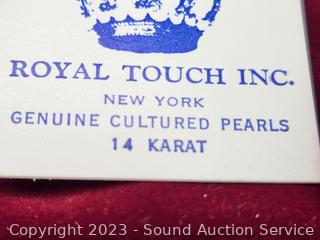 ROYAL TOUCH INC.
NEW YORK
GENUINE CULTURED PEARLS
14 KARAT
Copyright 2023 - Sound Auction Service